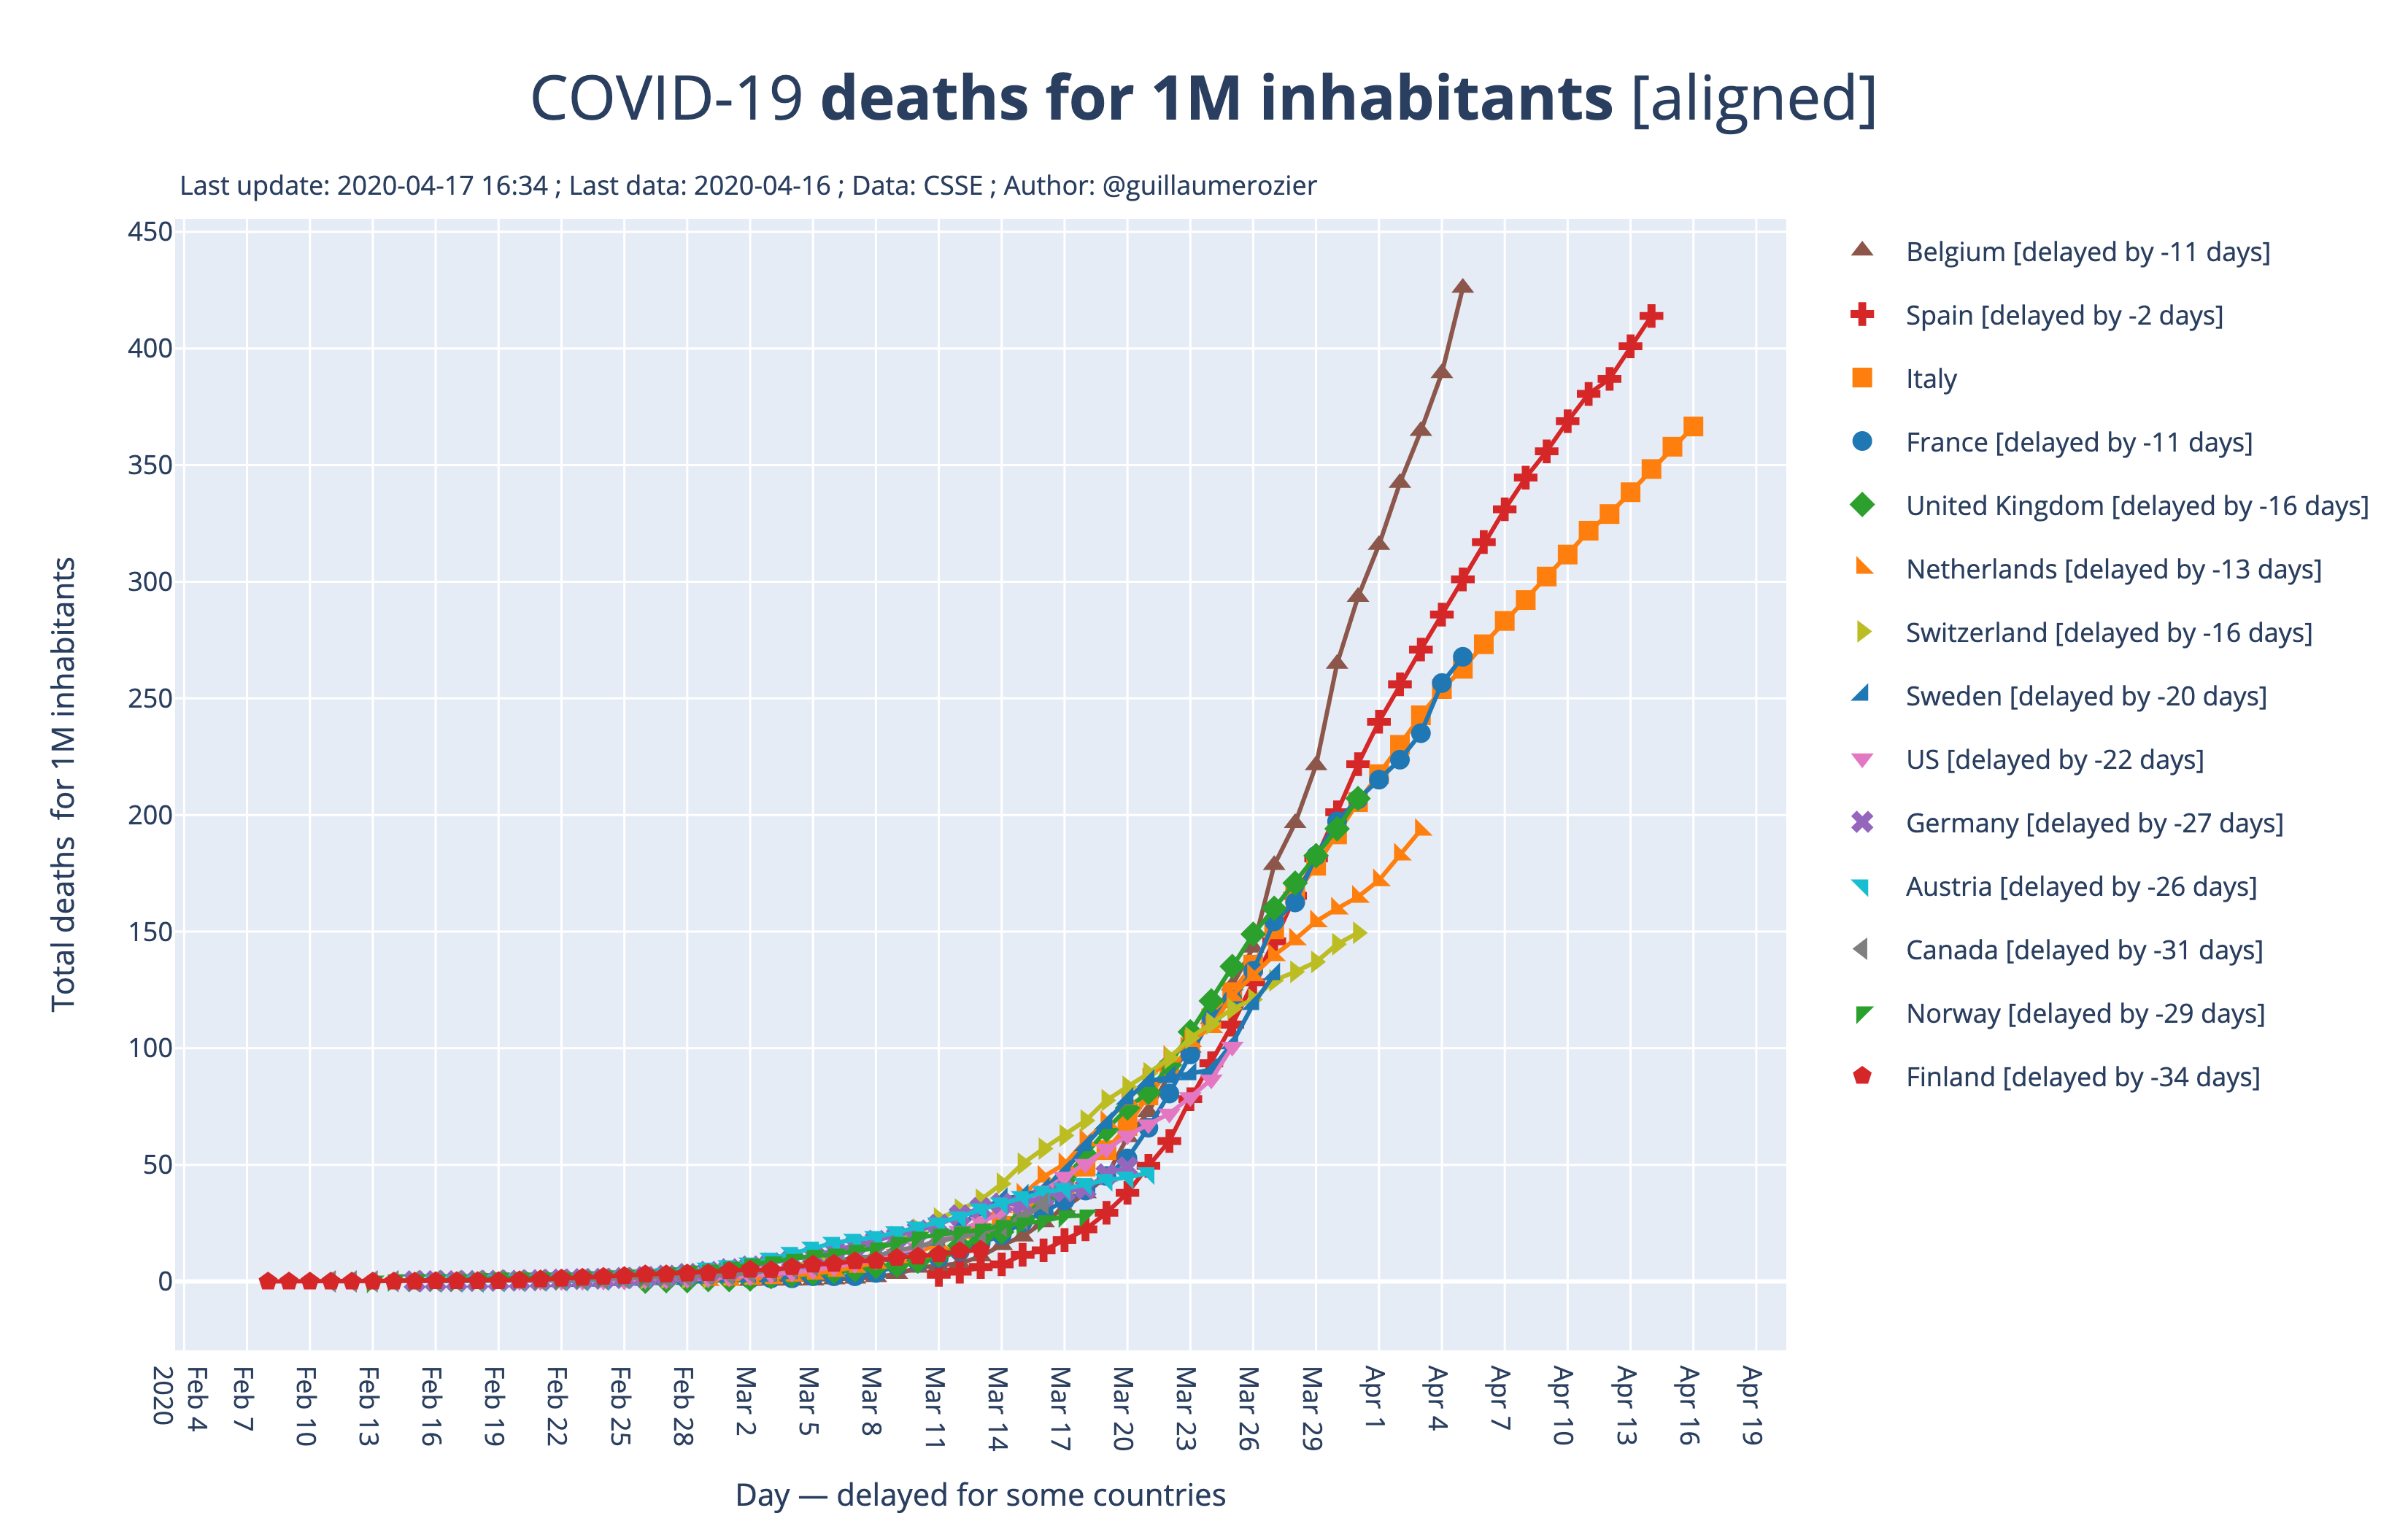 COVID-19 deaths for 1M inhabitants [aligned]
Last update: 2020-04-17 16:34 ; Last data: 2020-04-16 ; Data: CSSE ; Author: @guillaumerozier
Total deaths for 1M inhabitants
450
400
350
300
250
200
150
100
50
0
Feb 4
2020
Feb 7
Feb 10
Feb 13
Feb 16
Feb 19
Feb 22
Feb 25
Feb 28
Mar 2
Mar 5
Mar 8
Mar 11
Mar 14
Mar 17
Mar 20
Mar 23
Mar 26
Mar 29
Apr 1
Apr 4
Apr 7
Apr 10
Apr 13
Apr 16
Apr 19
Day — delayed for some countries
Belgium [delayed by -11 days]
Spain [delayed by -2 days]
Italy
France [delayed by -11 days]
United Kingdom [delayed by -16 days]
Netherlands [delayed by -13 days]
Switzerland [delayed by -16 days]
Sweden [delayed by -20 days]
US [delayed by -22 days]
Germany [delayed by -27 days]
Austria [delayed by -26 days]
Canada [delayed by -31 days]
Norway [delayed by -29 days]
Finland [delayed by -34 days]